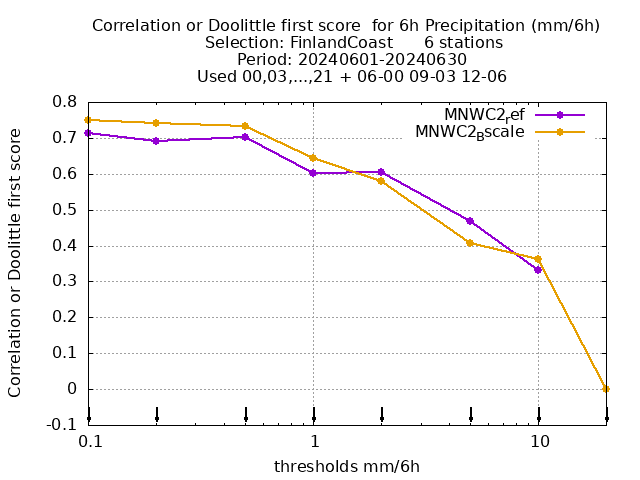 Correlation or Doolittle first score  for 6h Precipitation (mm/6h)
Selection: FinlandCoast      6 stations
Period: 20240601-20240630
Used 00,03,...,21 + 06-00 09-03 12-06
MNWC2ref
MNWC2Bscale
Correlation or Doolittle first score
0.8
0.7
0.6
0.5
0.4
0.3
0.2
0.1
0
-0.1
0.1 1 10
thresholds mm/6h